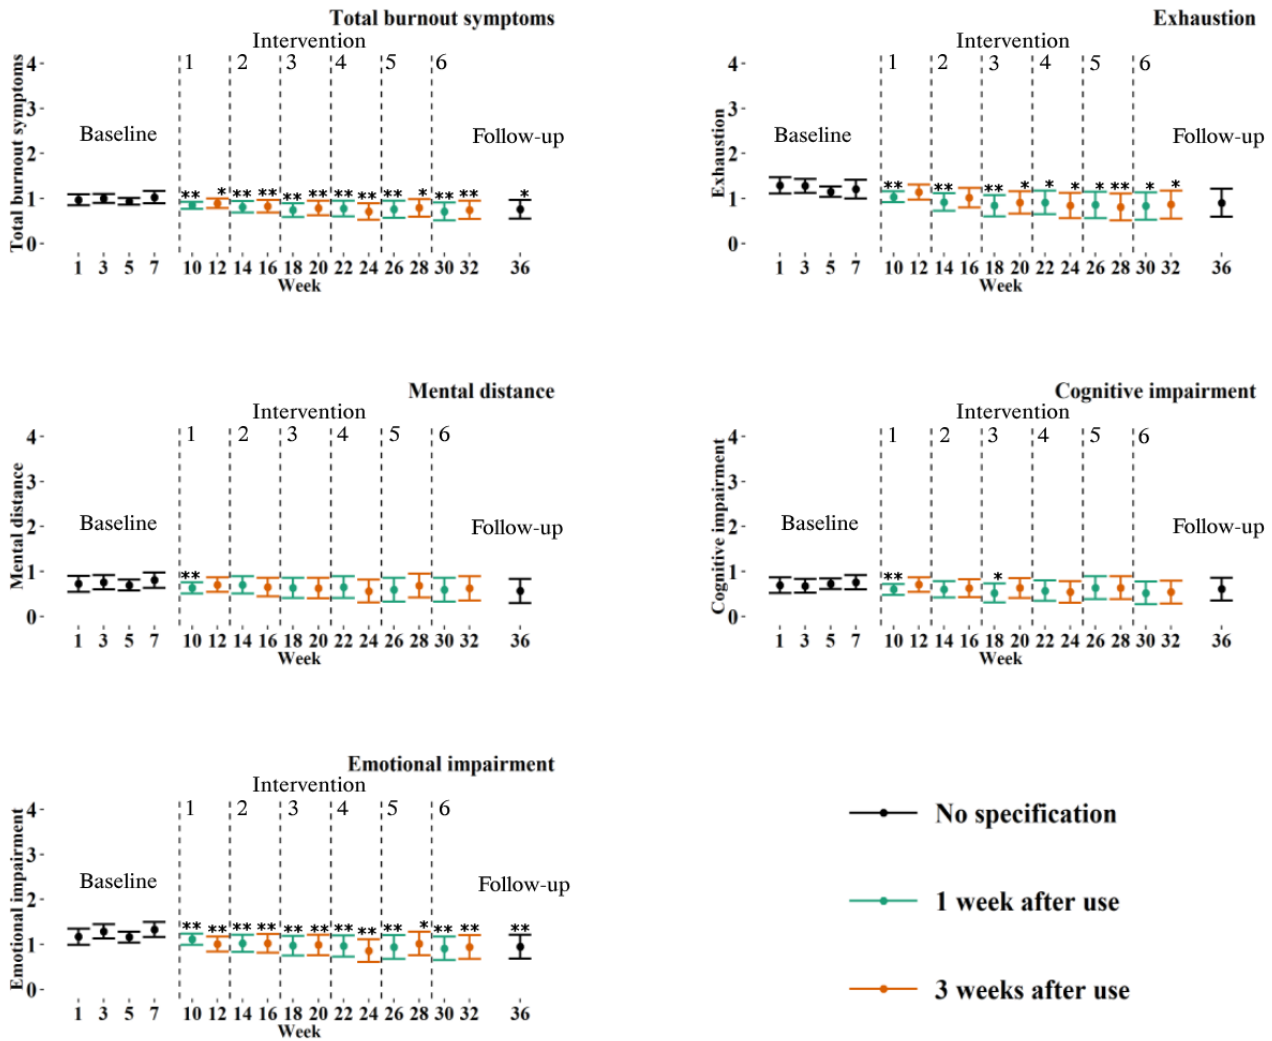 Total burnout symptoms
Intervention
1 2 3 4 5 6
4
3
2
1
0
Total burnout symptoms
Baseline
Follow-up
** * ** ** ** ** ** ** ** * ** ** *
1 3 5 7 10 12 14 16 18 20 22 24 26 28 30 32 36
Week
Exhaustion
Intervention
1 2 3 4 5 6
4
3
2
1
0
Exhaustion
Baseline
Follow-up
** ** ** * * * * ** * *
1 3 5 7 10 12 14 16 18 20 22 24 26 28 30 32 36
Week
Mental distance
Intervention
1 2 3 4 5 6
4
3
2
1
0
Mental distance
Baseline
Follow-up
**
1 3 5 7 10 12 14 16 18 20 22 24 26 28 30 32 36
Week
Cognitive impairment
Intervention
1 2 3 4 5 6
4
3
2
1
0
Cognitive impairment
Baseline
Follow-up
** *
1 3 5 7 10 12 14 16 18 20 22 24 26 28 30 32 36
Week
Emotional impairment
Intervention
1 2 3 4 5 6
4
3
2
1
0
Emotional impairment
Baseline
Follow-up
** ** ** ** ** ** ** ** ** * ** ** **
1 3 5 7 10 12 14 16 18 20 22 24 26 28 30 32 36
Week
No specification
1 week after use
3 weeks after use